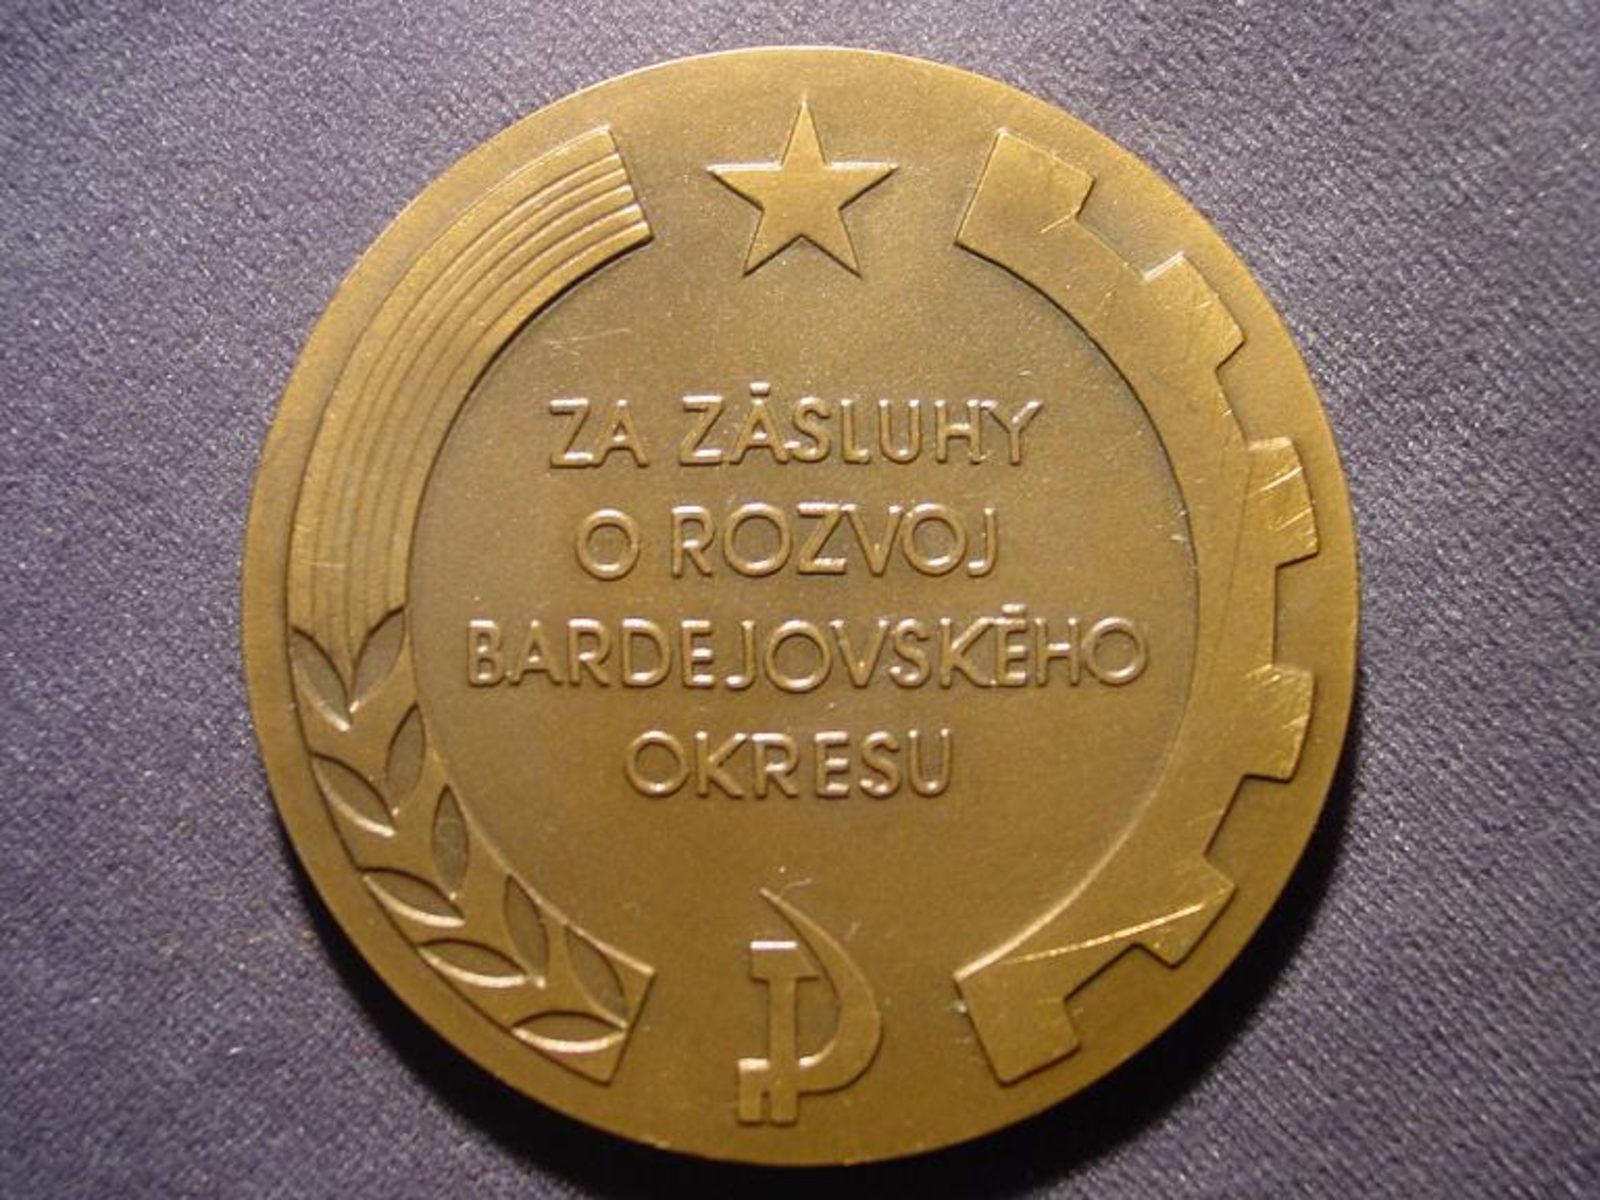 ZA ZÁSLUHY
O ROZVOJ
BARDEJOVSKÉHO
OKRESU